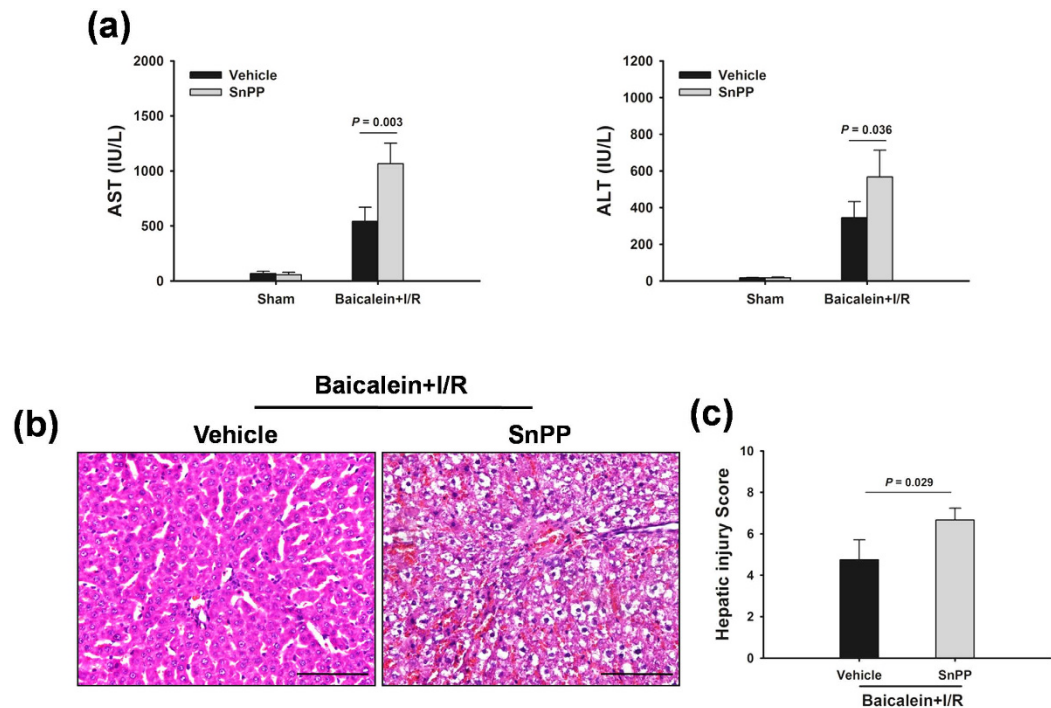 (a)
2000
1500
1000
500
0
AST (IU/L)
Vehicle
SnPP
P = 0.003
Sham
Baicalein+I/R
1200
1000
800
600
400
200
0
ALT (IU/L)
Vehicle
SnPP
P = 0.036
Sham
Baicalein+I/R
(b)
Baicalein+I/R
Vehicle
SnPP
(c)
10
8
6
4
2
0
Hepatic injury Score
P = 0.029
Vehicle
SnPP
Baicalein+I/R